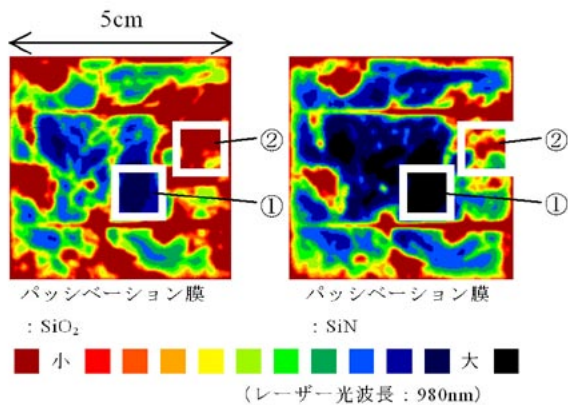 5cm
②
②
①
①
パッシベーション膜
: SiO₂
パッシベーション膜
: SiN
小 大
(レーザー光波長：980nm)